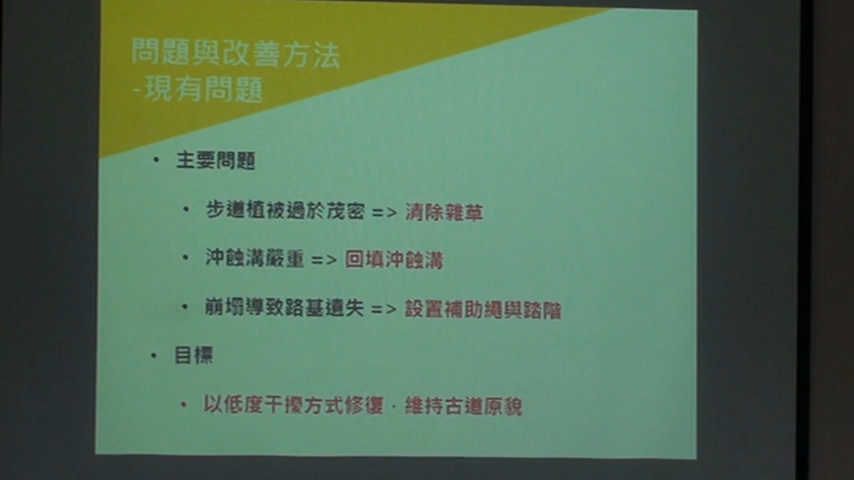 問題與改善方法
-現有問題
• 主要問題
• 步道植被過於茂密 => 清除雜草
• 沖蝕溝嚴重 => 回填沖蝕溝
• 崩塌導致路基遺失 => 設置補助繩與踏階
• 目標
• 以低度干擾方式修復，維持古道原貌